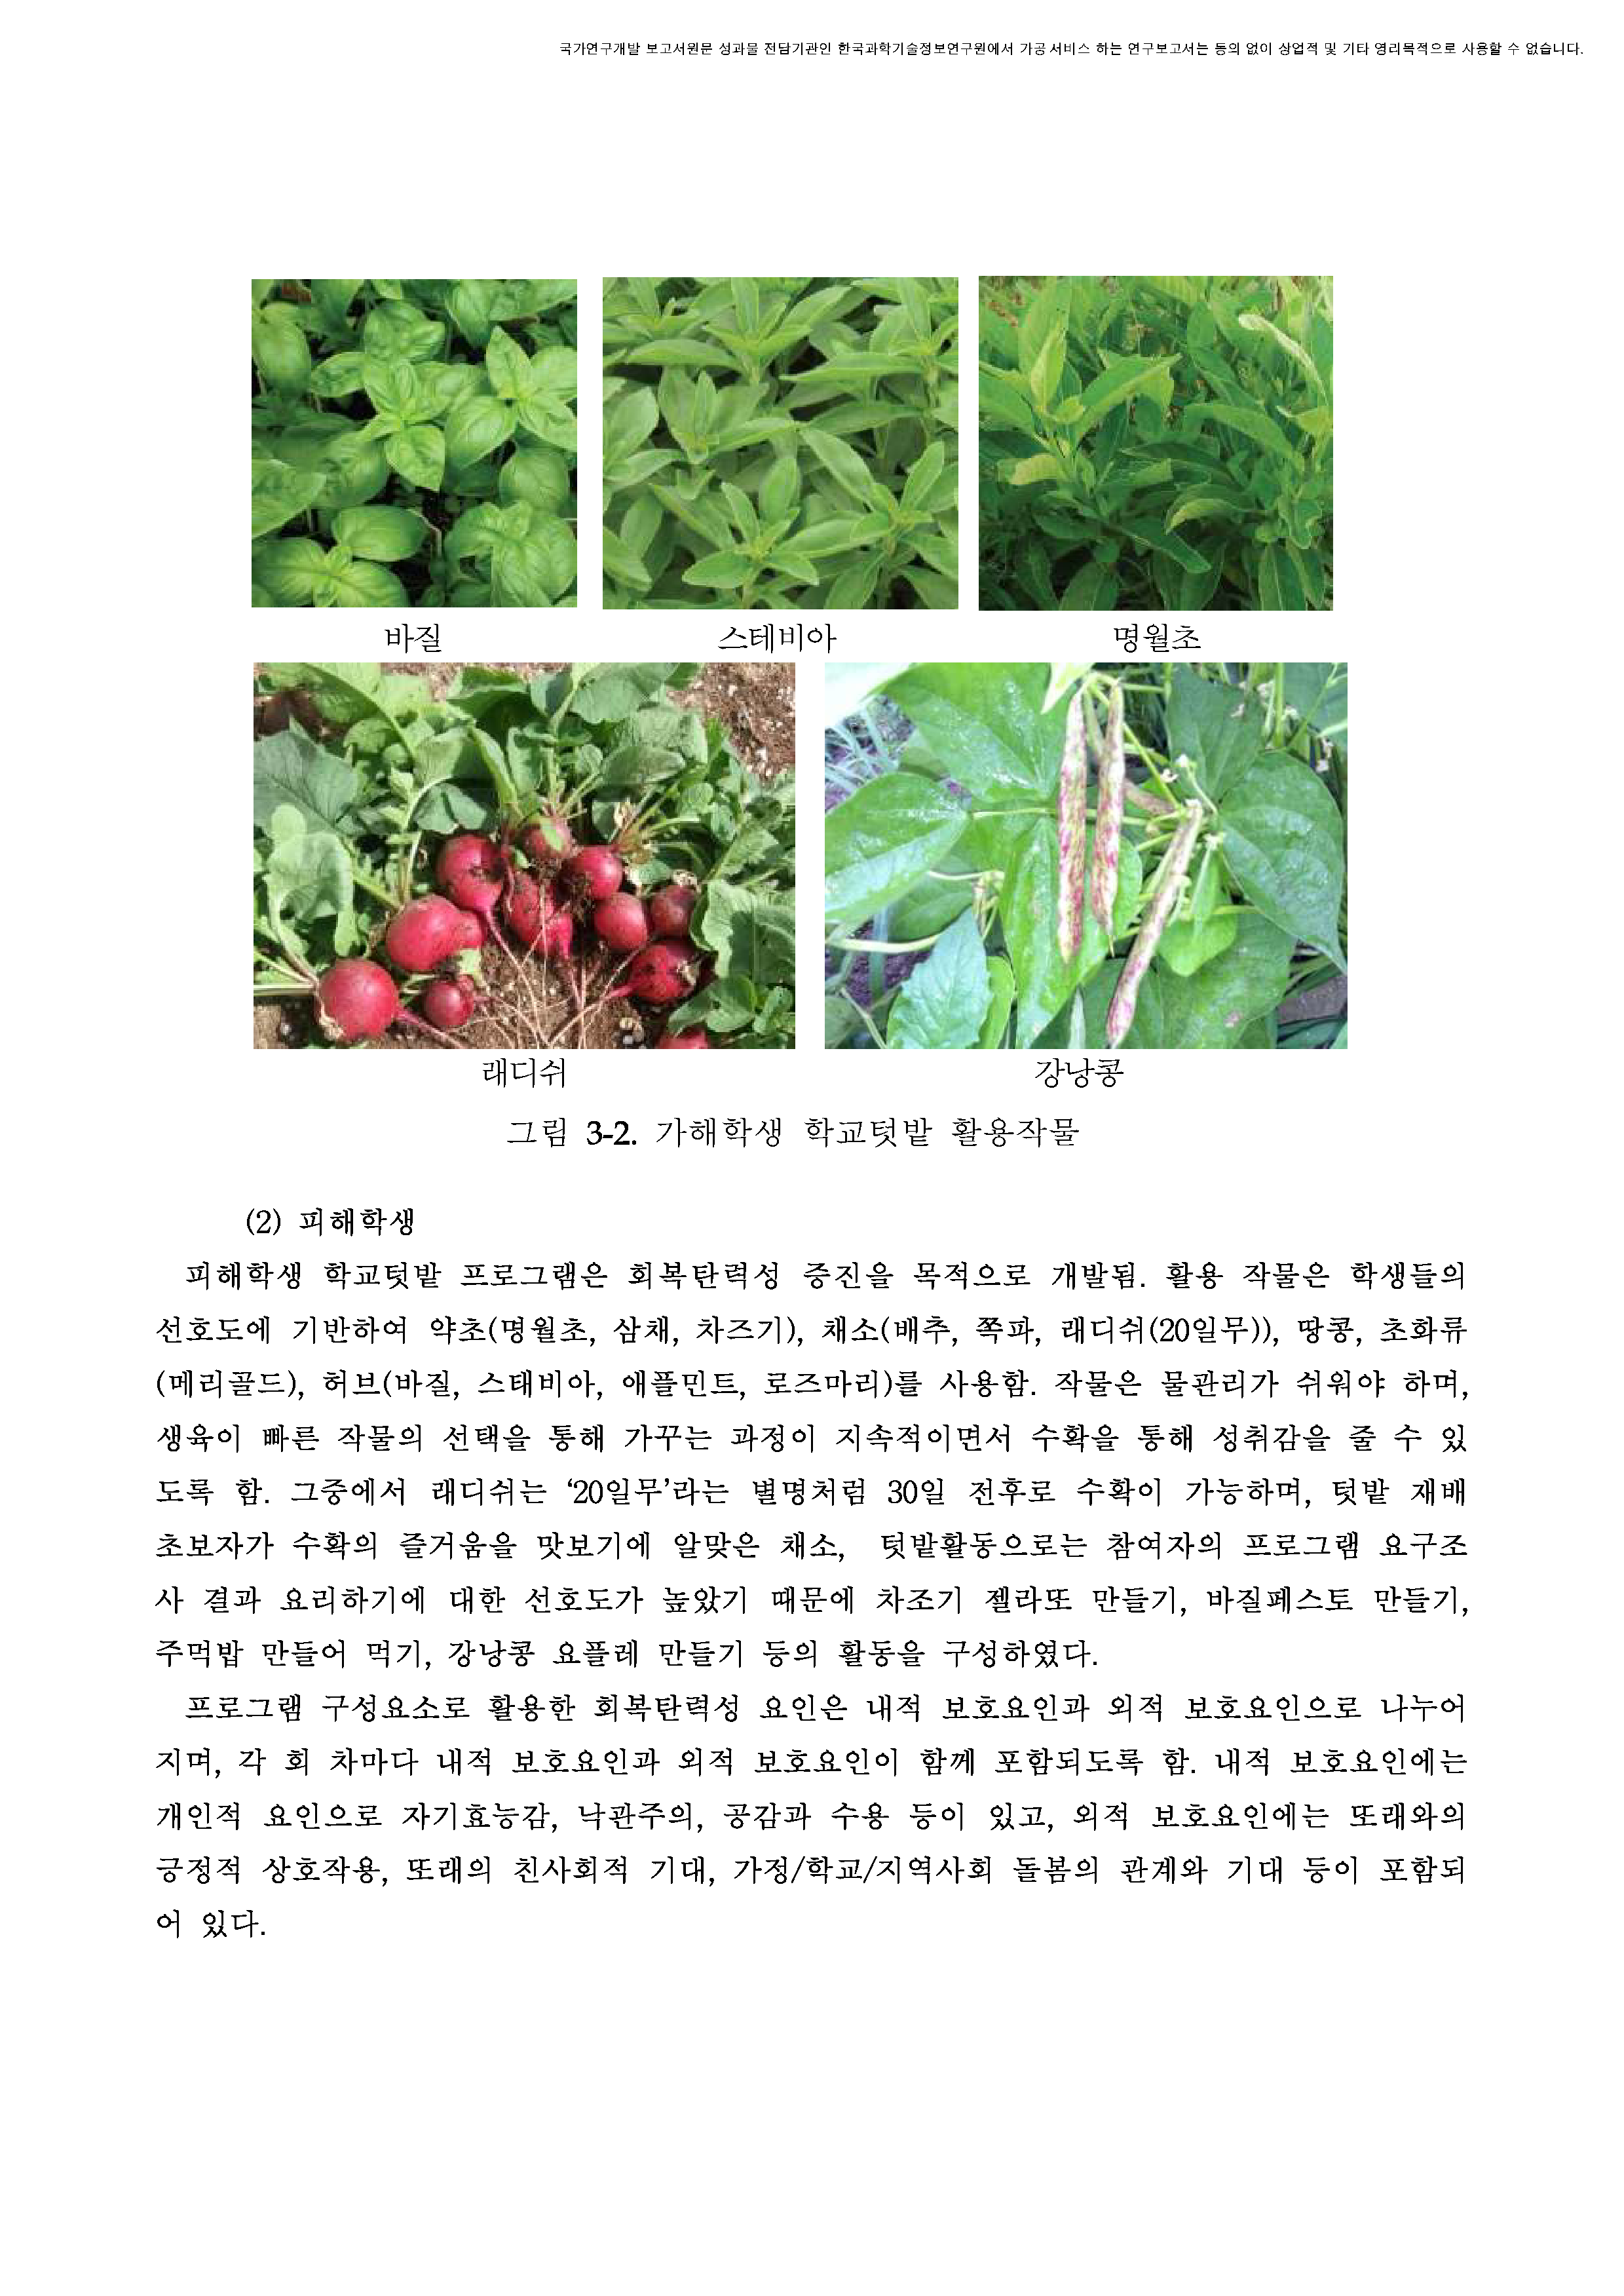 국가연구개발 보고서원문 성과물 전담기관인 한국과학기술정보연구원에서 가공 서비스 하는 연구보고서는 동의 없이 상업적 및 기타 영리목적으로 사용할 수 없습니다.
바질 스테비아 명월초
래디쉬 강낭콩
그림 3-2. 가해학생 학교텃밭 활용작물
(2) 피해학생
피해학생 학교텃밭 프로그램은 회복탄력성 증진을 목적으로 개발됨. 활용 작물은 학생들의
선호도에 기반하여 약초(명월초, 삼채, 차즈기), 채소(배추, 쪽파, 래디쉬(20일무)), 땅콩, 초화류
(메리골드), 허브(바질, 스태비아, 애플민트, 로즈마리)를 사용함. 작물은 물관리가 쉬워야 하며,
생육이 빠른 작물의 선택을 통해 가꾸는 과정이 지속적이면서 수확을 통해 성취감을 줄 수 있
도록 함. 그중에서 래디쉬는 ‘20일무’라는 별명처럼 30일 전후로 수확이 가능하며, 텃밭 재배
초보자가 수확의 즐거움을 맛보기에 알맞은 채소, 텃밭활동으로는 참여자의 프로그램 요구조
사 결과 요리하기에 대한 선호도가 높았기 때문에 차조기 젤라또 만들기, 바질페스토 만들기,
주먹밥 만들어 먹기, 강낭콩 요플레 만들기 등의 활동을 구성하였다.
프로그램 구성요소로 활용한 회복탄력성 요인은 내적 보호요인과 외적 보호요인으로 나누어
지며, 각 회 차마다 내적 보호요인과 외적 보호요인이 함께 포함되도록 함. 내적 보호요인에는
개인적 요인으로 자기효능감, 낙관주의, 공감과 수용 등이 있고, 외적 보호요인에는 또래와의
긍정적 상호작용, 또래의 친사회적 기대, 가정/학교/지역사회 돌봄의 관계와 기대 등이 포함되
어 있다.